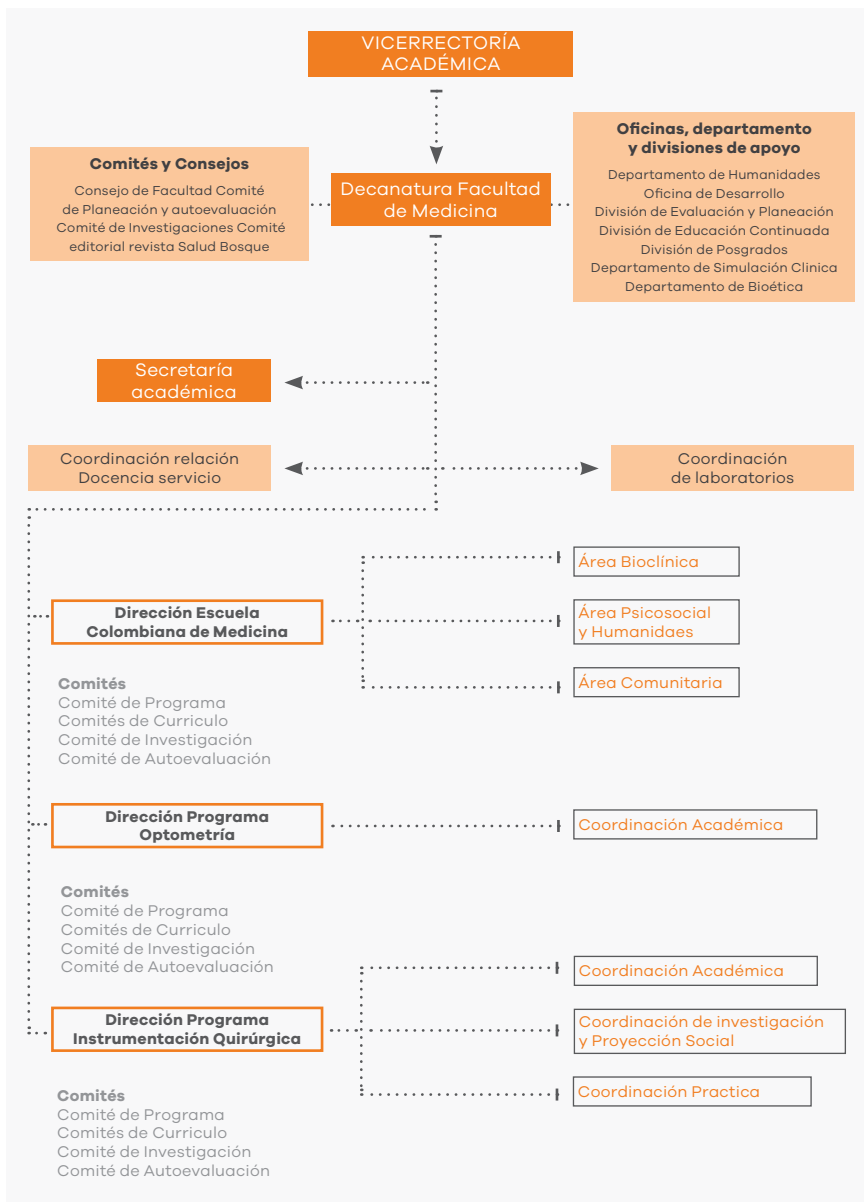 VICERRECTORÍA
ACADÉMICA
Comités y Consejos
Consejo de Facultad Comité
de Planeación y autoevaluación
Comité de Investigaciones Comité
editorial revista Salud Bosque
Decanatura Facultad
de Medicina
Oficinas, departamento
y divisiones de apoyo
Departamento de Humanidades
Oficina de Desarrollo
División de Evaluación y Planeación
División de Educación Continuada
División de Posgrados
Departamento de Simulación Clinica
Departamento de Bioética
Secretaría
académica
Coordinación relación
Docencia servicio
Coordinación
de laboratorios
Dirección Escuela
Colombiana de Medicina
Área Bioclínica
Área Psicosocial
y Humanidaes
Área Comunitaria
Comités
Comité de Programa
Comités de Curriculo
Comité de Investigación
Comité de Autoevaluación
Dirección Programa
Optometría
Coordinación Académica
Comités
Comité de Programa
Comités de Curriculo
Comité de Investigación
Comité de Autoevaluación
Dirección Programa
Instrumentación Quirúrgica
Coordinación Académica
Coordinación de investigación
y Proyección Social
Coordinación Practica
Comités
Comité de Programa
Comités de Curriculo
Comité de Investigación
Comité de Autoevaluación